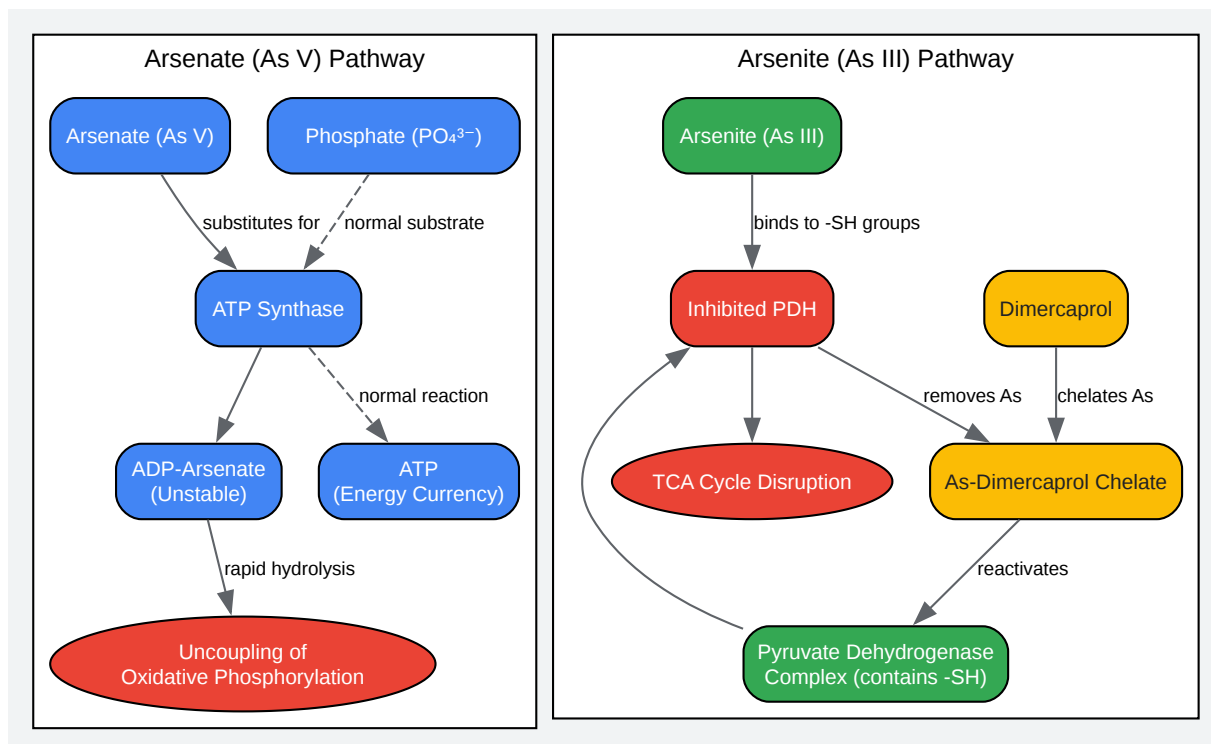 Arsenate (As V) Pathway
Arsenate (As V)
Phosphate (PO₄³⁻)
substitutes for
normal substrate
ATP Synthase
normal reaction
ADP-Arsenate
(Unstable)
ATP
(Energy Currency)
rapid hydrolysis
Uncoupling of
Oxidative Phosphorylation
Arsenite (As III) Pathway
Arsenite (As III)
binds to -SH groups
Inhibited PDH
Dimercaprol
removes As
chelates As
TCA Cycle Disruption
As-Dimercaprol Chelate
reactivates
Pyruvate Dehydrogenase
Complex (contains -SH)